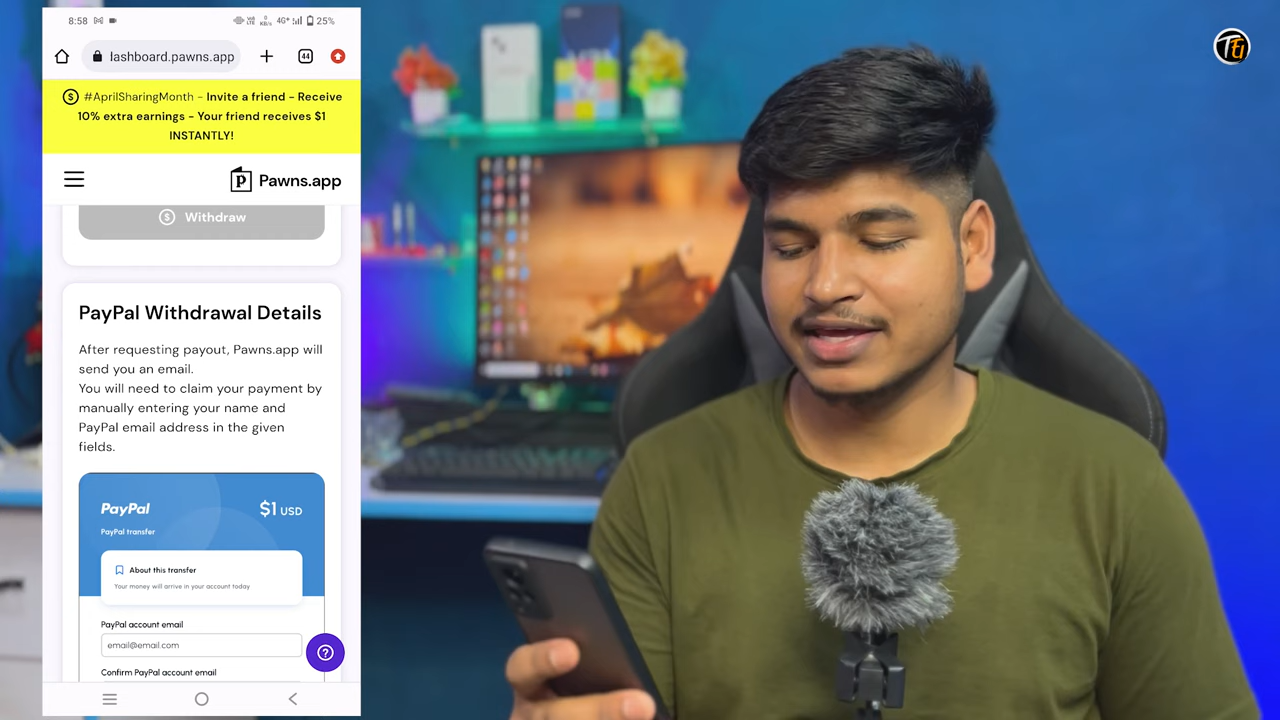 8:58
4G+ 25%
lashboard.pawns.app
44
#AprilSharingMonth - Invite a friend - Receive
10% extra earnings - Your friend receives $1
INSTANTLY!
Pawns.app
Withdraw
PayPal Withdrawal Details
After requesting payout, Pawns.app will
send you an email.
You will need to claim your payment by
manually entering your name and
PayPal email address in the given
fields.
PayPal $1 USD
PayPal transfer
About this transfer
Your money will arrive in your account today
PayPal account email
email@email.com
Confirm PayPal account email